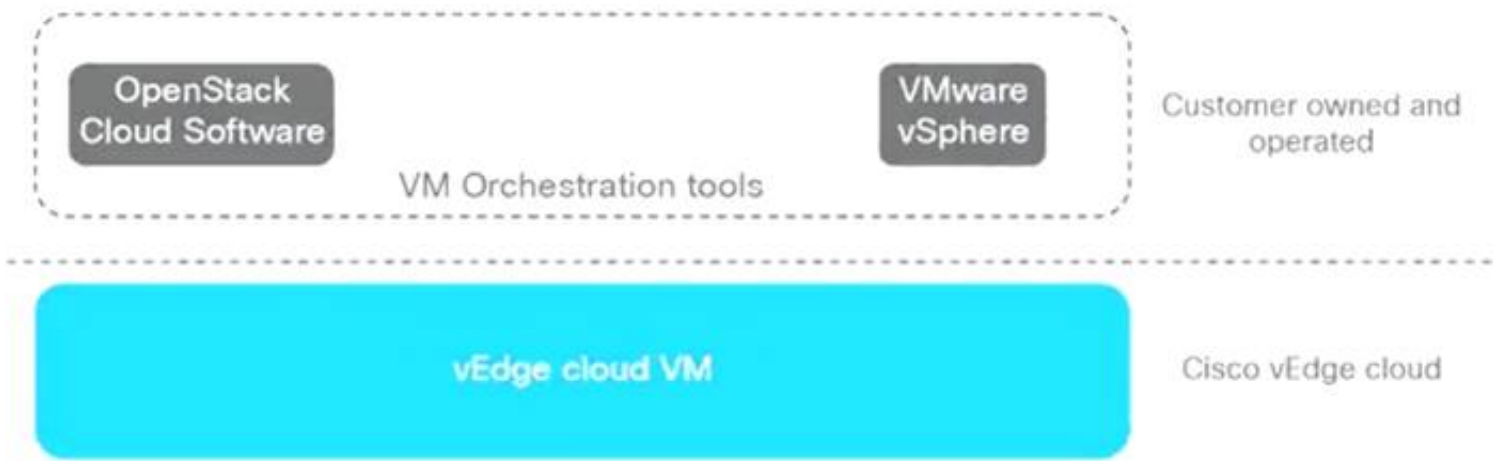 OpenStack
Cloud Software
VMware
vSphere
VM Orchestration tools
Customer owned and
operated
vEdge cloud VM
Cisco vEdge cloud